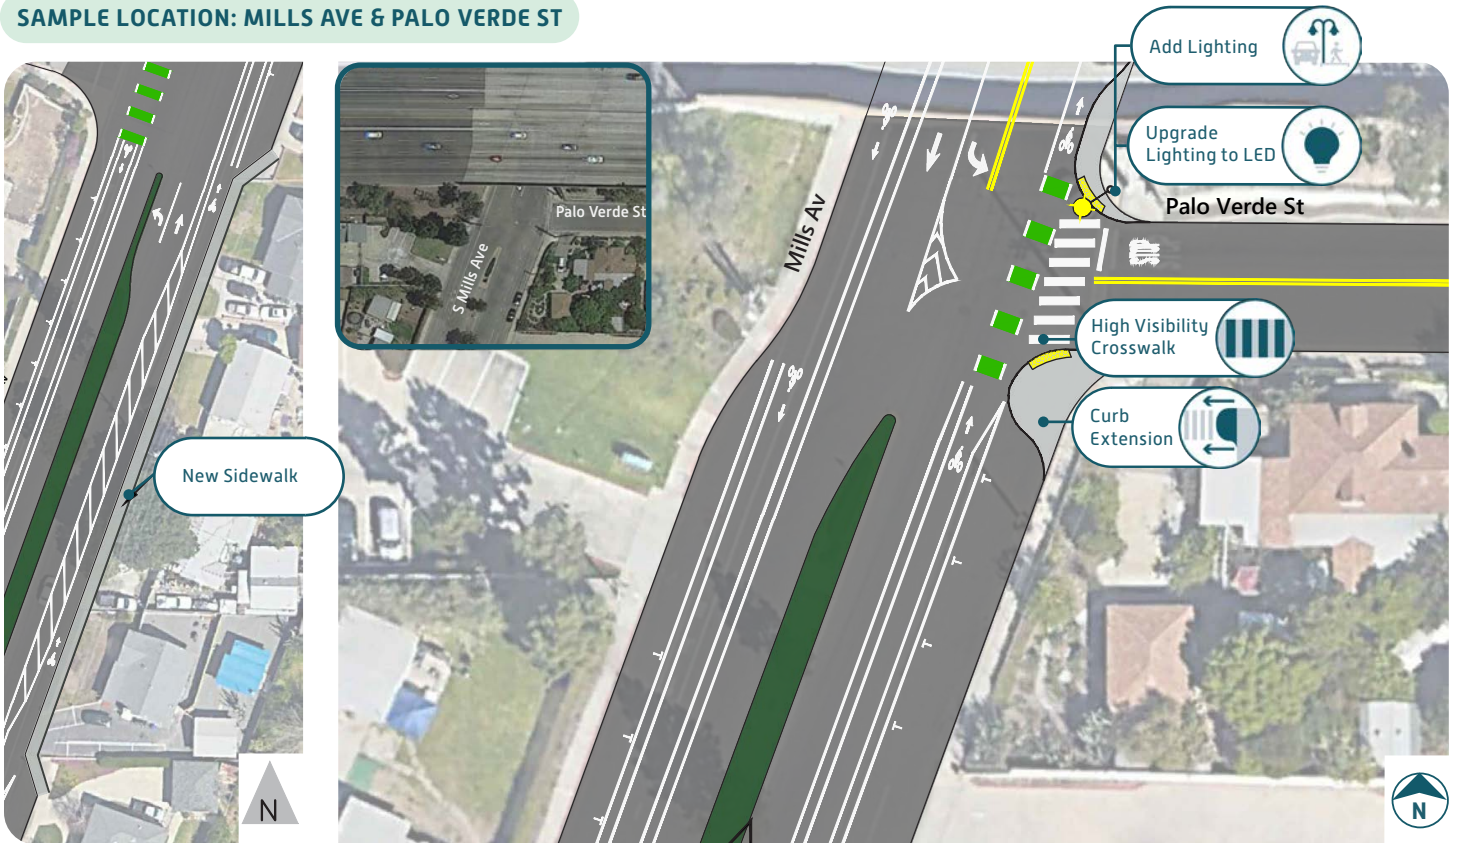 SAMPLE LOCATION: MILLS AVE & PALO VERDE ST
Add Lighting
Upgrade
Lighting to LED
Palo Verde St
Mills Av
Palo Verde St
S Mills Ave
High Visibility
Crosswalk
Curb
Extension
New Sidewalk
N
N